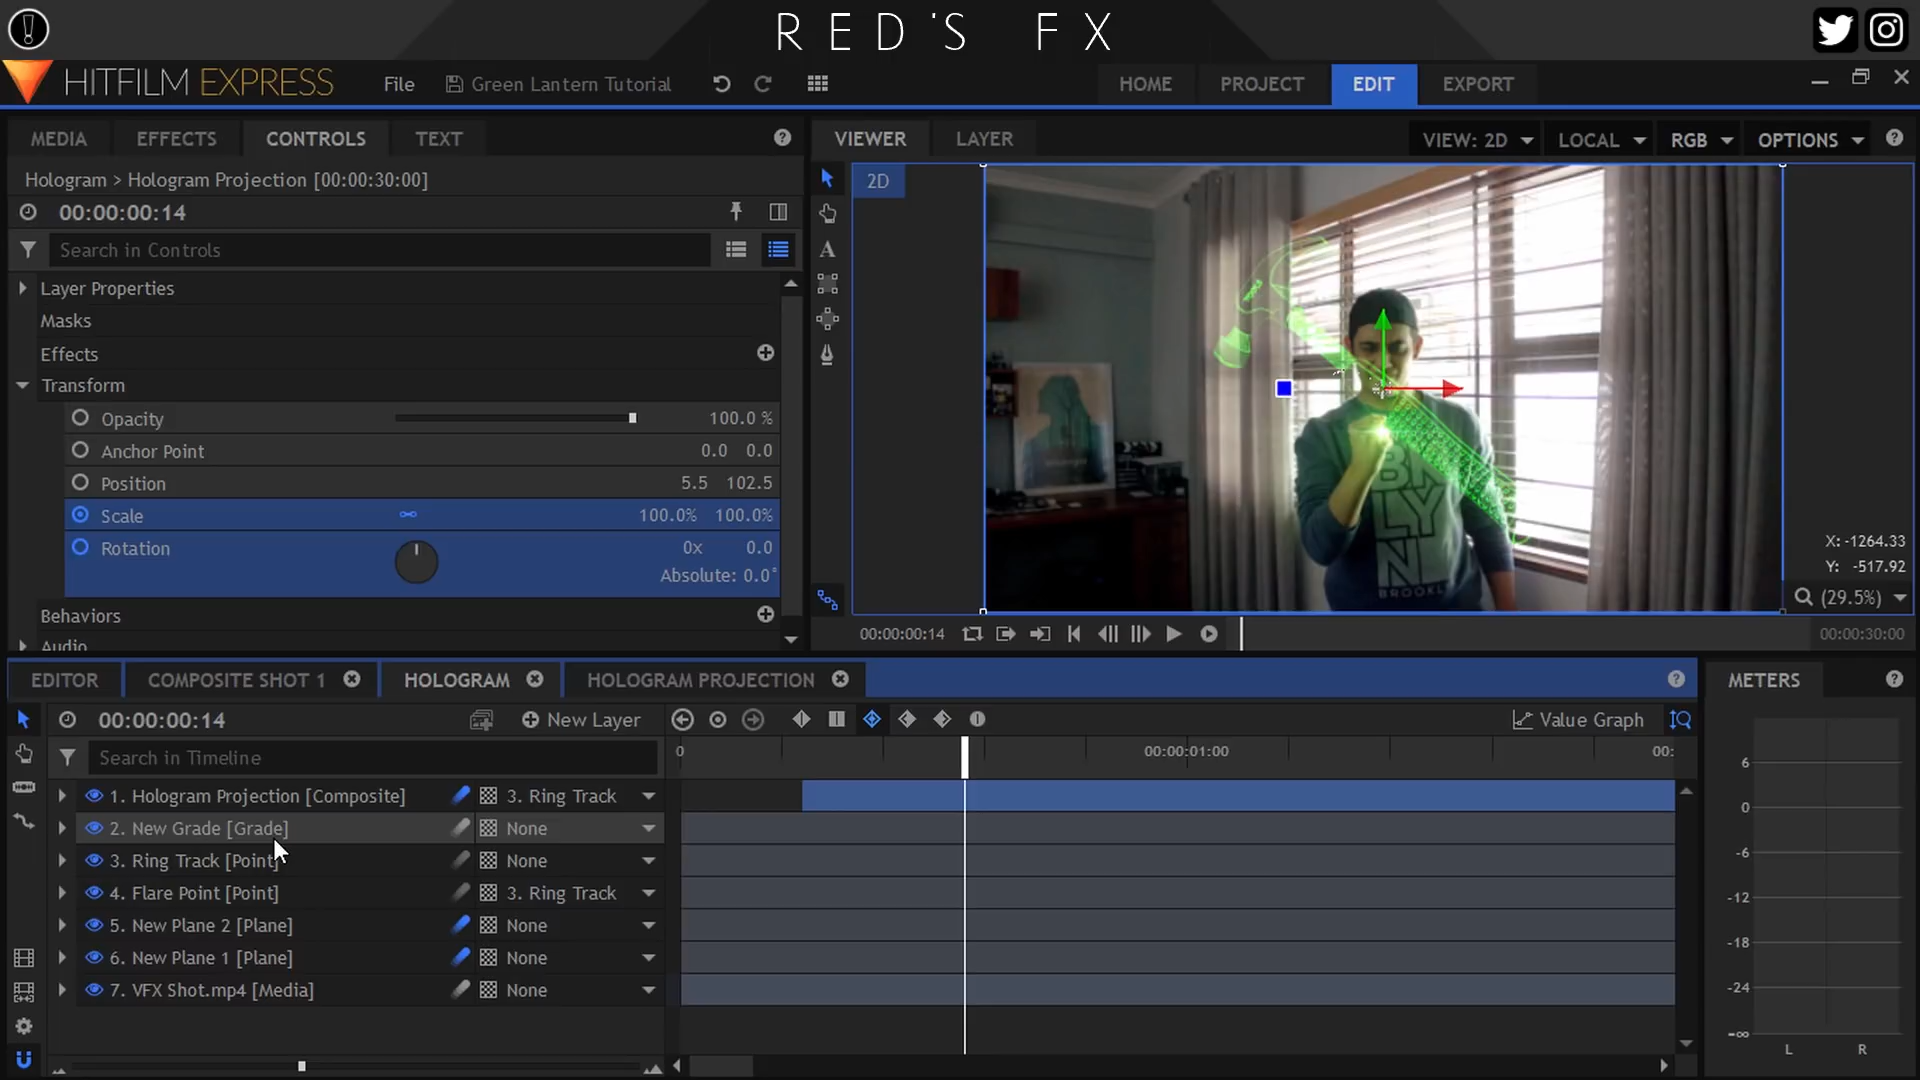 RED'S FX
HITFILM EXPRESS
File
Green Lantern Tutorial
HOME
PROJECT
EDIT
EXPORT
MEDIA
EFFECTS
CONTROLS
TEXT
Hologram > Hologram Projection [00:00:30:00]
00:00:00:14
Search in Controls
Layer Properties
Masks
Effects
Transform
Opacity 100.0 %
Anchor Point 0.0 0.0
Position 5.5 102.5
Scale 100.0% 100.0%
Rotation 0x 0.0
Absolute: 0.0°
Behaviors
Audio
VIEWER
LAYER
VIEW: 2D
LOCAL
RGB
OPTIONS
2D
BR
LY
N
BROOKL
X: -1264.33
Y: -517.92
(29.5%)
00:00:00:14
00:00:30:00
EDITOR
COMPOSITE SHOT 1
HOLOGRAM
HOLOGRAM PROJECTION
00:00:00:14
New Layer
Value Graph
Search in Timeline
0
00:00:01:00
00:
1. Hologram Projection [Composite] 3. Ring Track
2. New Grade [Grade] None
3. Ring Track [Point] None
4. Flare Point [Point] 3. Ring Track
5. New Plane 2 [Plane] None
6. New Plane 1 [Plane] None
7. VFX Shot.mp4 [Media] None
METERS
6
0
-6
-12
-18
-24
-∞
L R